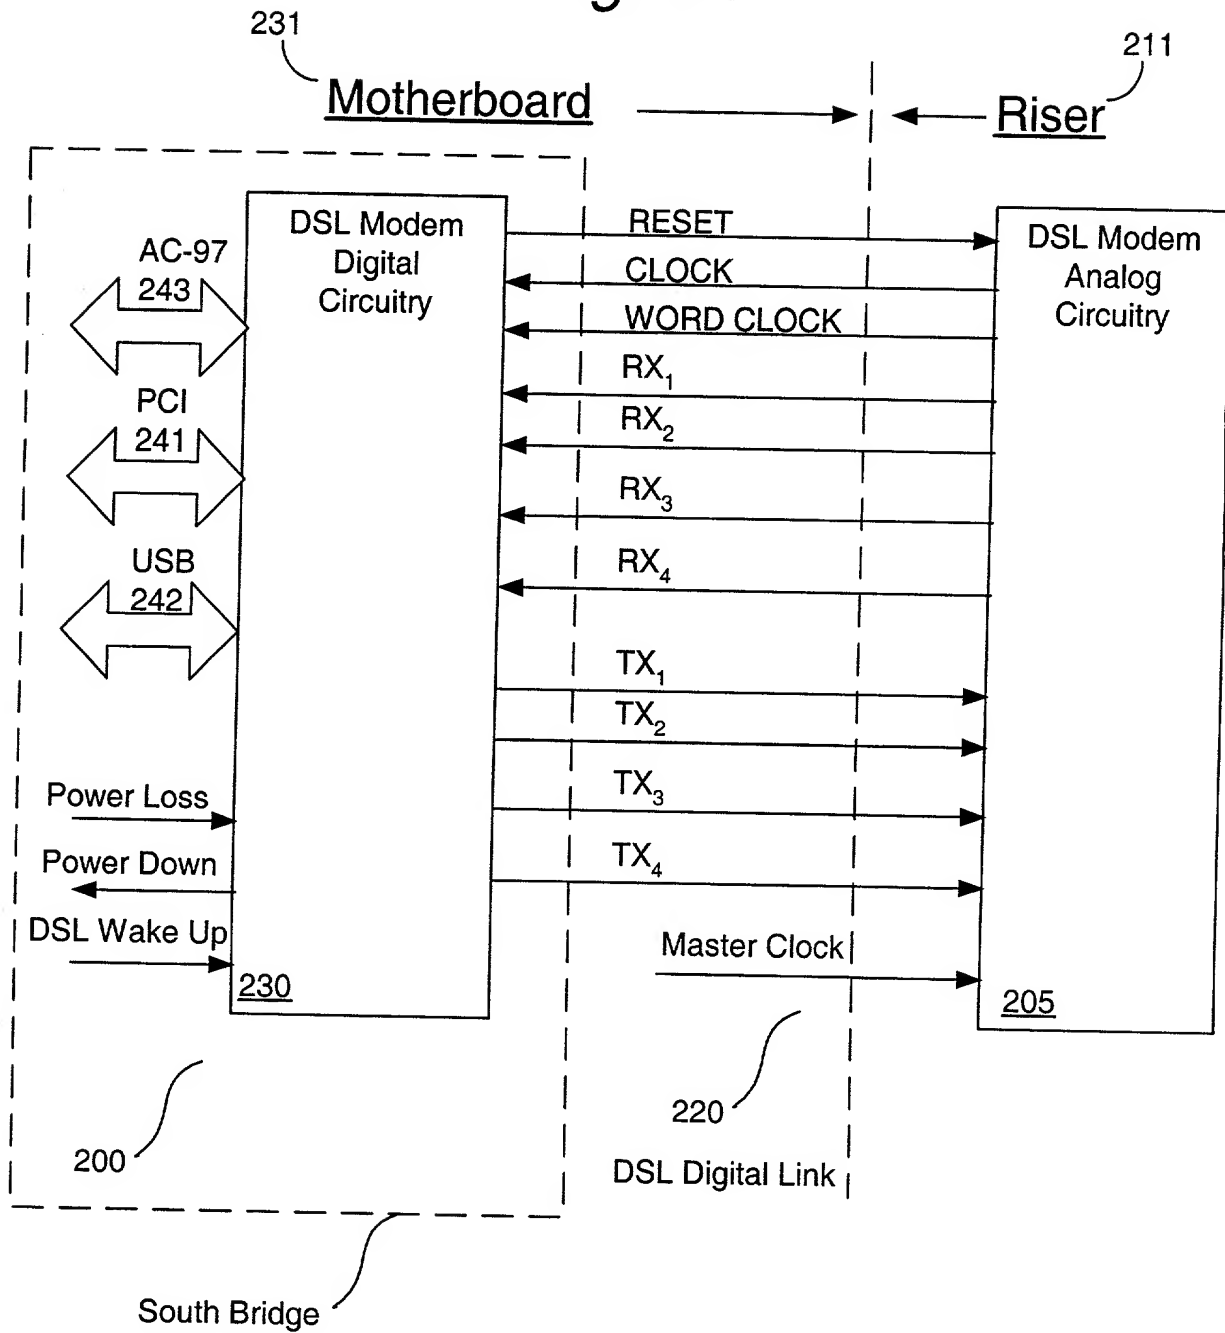 231
211
Motherboard
Riser
DSL Modem
Digital
Circuitry
AC-97
243
PCI
241
USB
242
Power Loss
Power Down
DSL Wake Up
230
200
South Bridge
RESET
CLOCK
WORD CLOCK
RX1
RX2
RX3
RX4
TX1
TX2
TX3
TX4
Master Clock
220
DSL Digital Link
DSL Modem
Analog
Circuitry
205